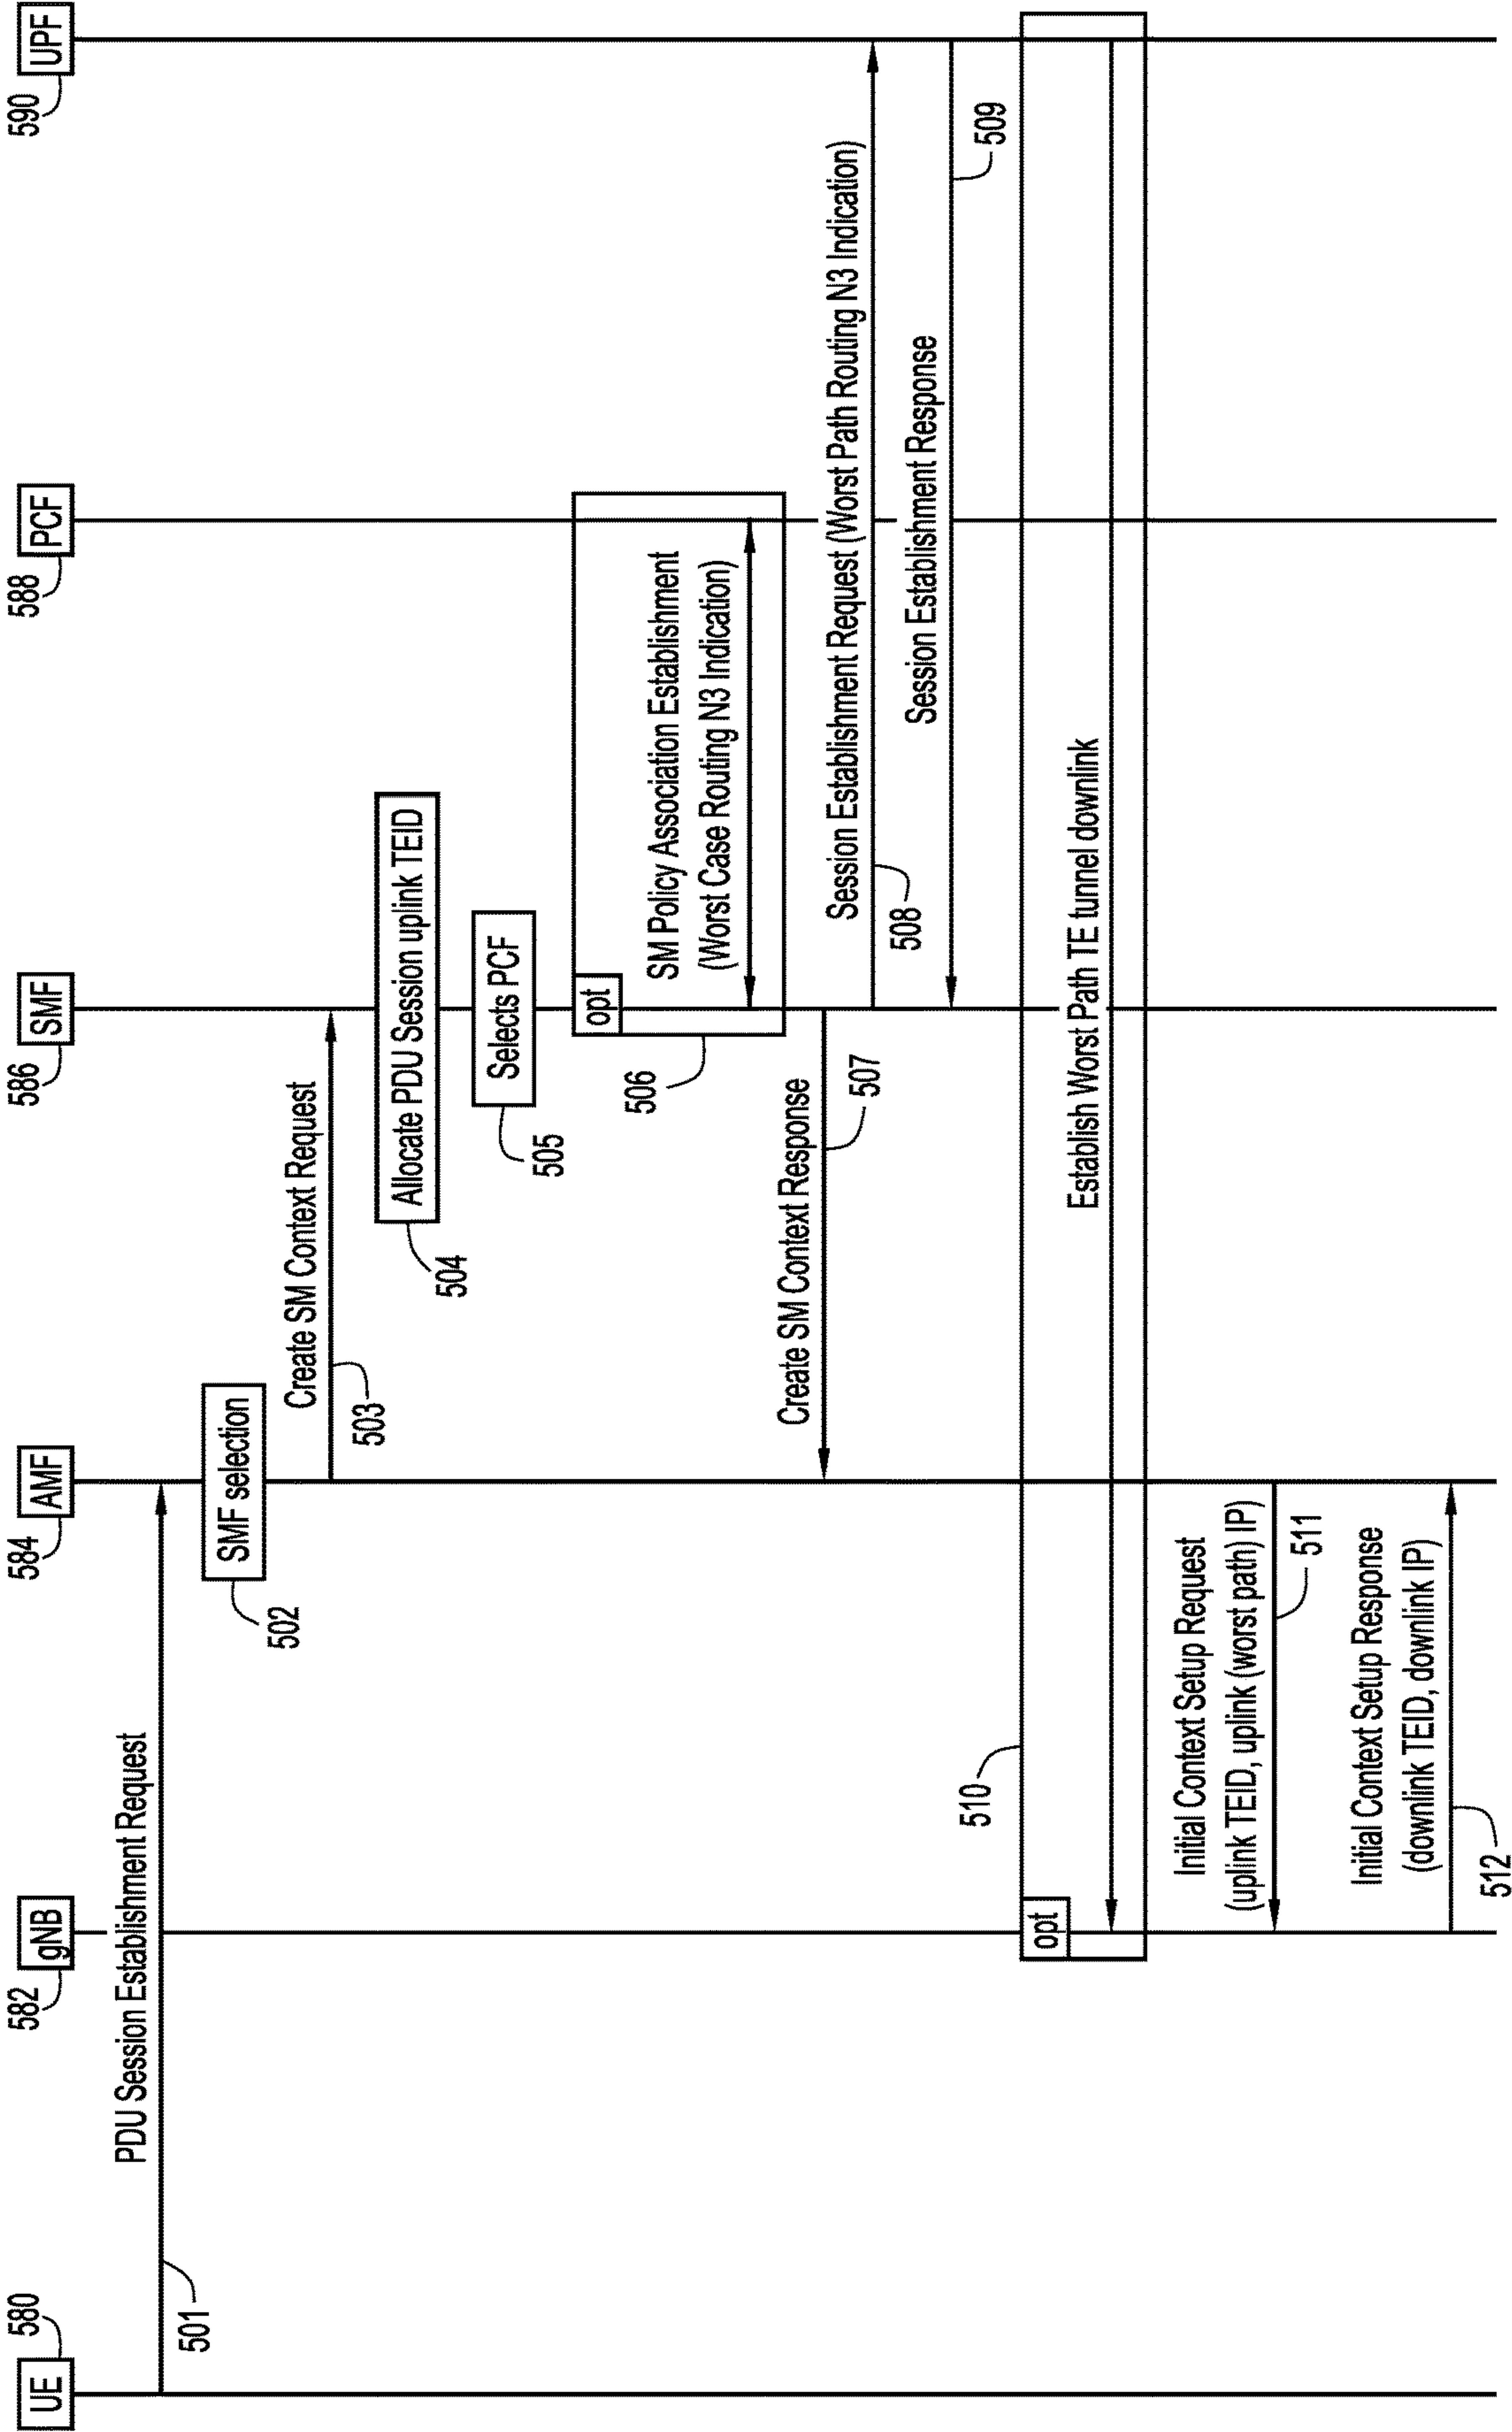 UE
580
gNB
582
AMF
584
SMF
586
PCF
588
UPF
590
PDU Session Establishment Request
501
SMF selection
502
Create SM Context Request
503
Allocate PDU Session uplink TEID
504
Selects PCF
505
opt
SM Policy Association Establishment
(Worst Case Routing N3 Indication)
506
Create SM Context Response
507
Session Establishment Request (Worst Path Routing N3 Indication)
508
Session Establishment Response
509
opt
Establish Worst Path TE tunnel downlink
510
Initial Context Setup Request
(uplink TEID, uplink (worst path) IP)
511
Initial Context Setup Response
(downlink TEID, downlink IP)
512